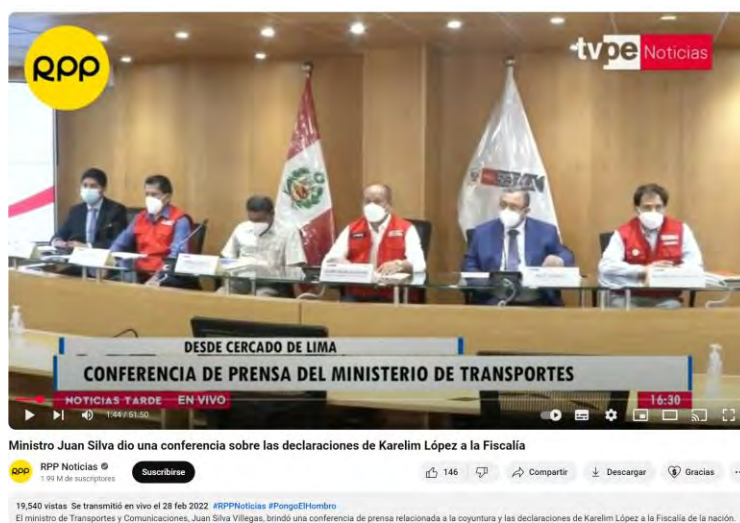 RPP
tvpe Noticias
DESDE CERCADO DE LIMA
CONFERENCIA DE PRENSA DEL MINISTERIO DE TRANSPORTES
NOTICIAS TARDE EN VIVO
16:30
1:44 / 51:50
Ministro Juan Silva dio una conferencia sobre las declaraciones de Karelim López a la Fiscalía
RPP
RPP Noticias
1.99 M de suscriptores
Suscribirse
146
Compartir
Descargar
Gracias
19,540 vistas Se transmitió en vivo el 28 feb 2022 #RPPNoticias #PongoElHombro
El ministro de Transportes y Comunicaciones, Juan Silva Villegas, brindó una conferencia de prensa relacionada a la coyuntura y las declaraciones de Karelim López a la Fiscalía de la nación.